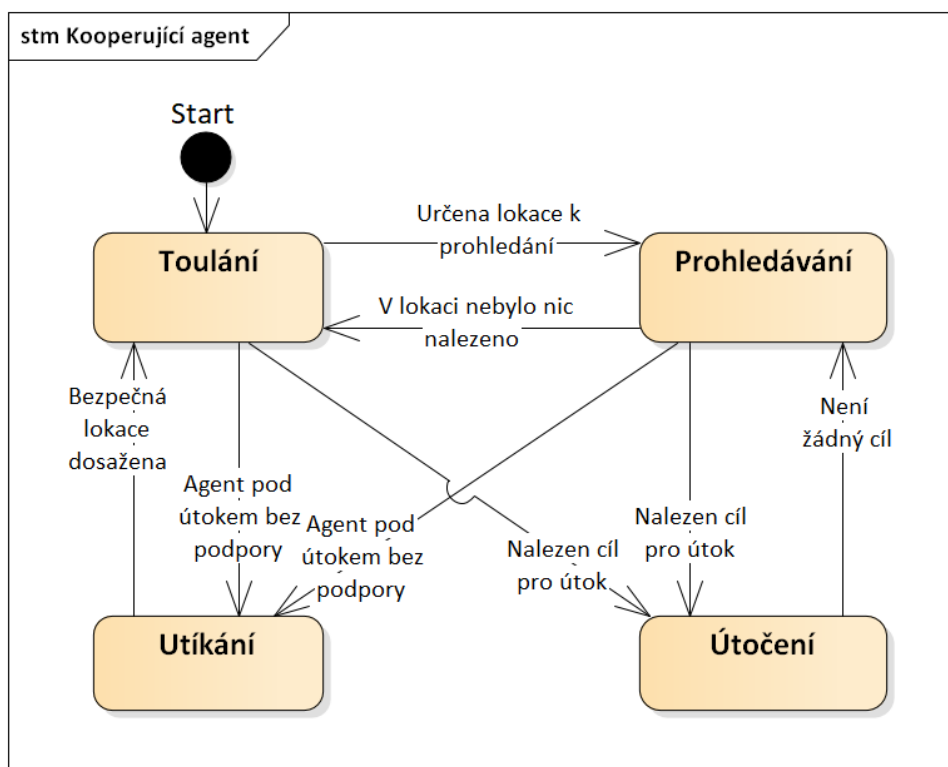 stm Kooperující agent
Start
Určena lokace k
prohledání
Toulání
Prohledávání
V lokaci nebylo nic
nalezeno
Bezpečná
lokace
dosažena
Není
žádný cíl
Agent pod
útokem bez
podpory
Agent pod
útokem bez
podpory
Nalezen cíl
pro útok
Nalezen cíl
pro útok
Utíkání
Útočení